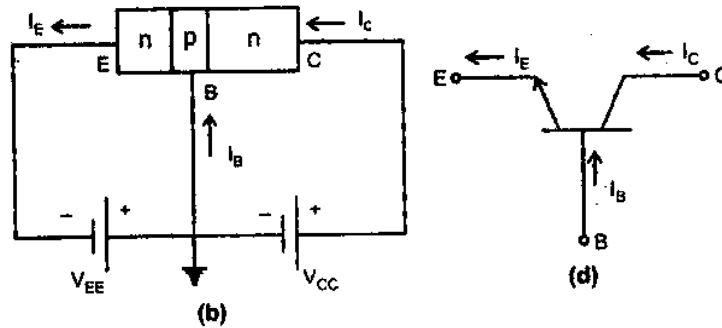 I_E ← n p n ← I_C
E C
B
↑ I_B
− + − +
V_EE V_CC
(b)
← I_E ← I_C
E C
↑ I_B
B
(d)